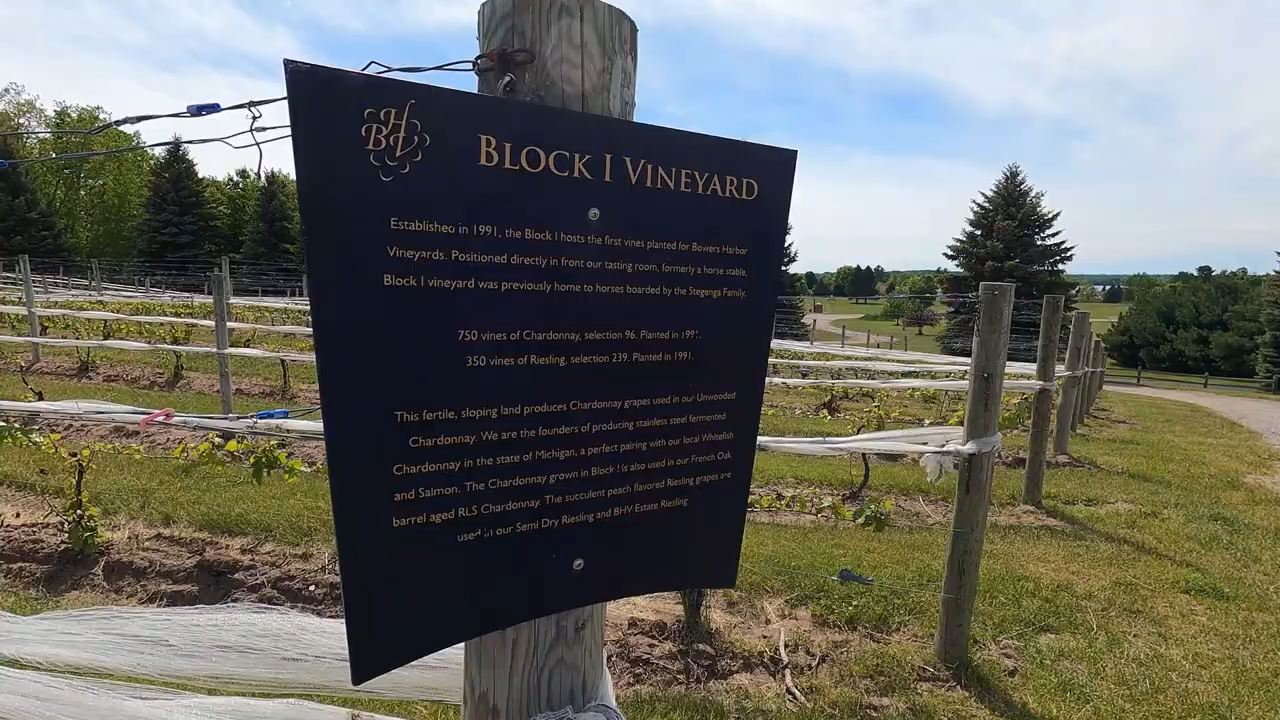 BHV
BLOCK I VINEYARD
Established in 1991, the Block I hosts the first vines planted for Bowers Harbor
Vineyards. Positioned directly in front our tasting room, formerly a horse stable,
Block I vineyard was previously home to horses boarded by the Stegenga Family.
750 vines of Chardonnay, selection 96. Planted in 1991.
350 vines of Riesling, selection 239. Planted in 1991.
This fertile, sloping land produces Chardonnay grapes used in our Unwooded
Chardonnay. We are the founders of producing stainless steel fermented
Chardonnay in the state of Michigan, a perfect pairing with our local Whitefish
and Salmon. The Chardonnay grown in Block I is also used in our French Oak
barrel aged RLS Chardonnay. The succulent peach flavored Riesling grapes are
used in our Semi Dry Riesling and BHV Estate Riesling